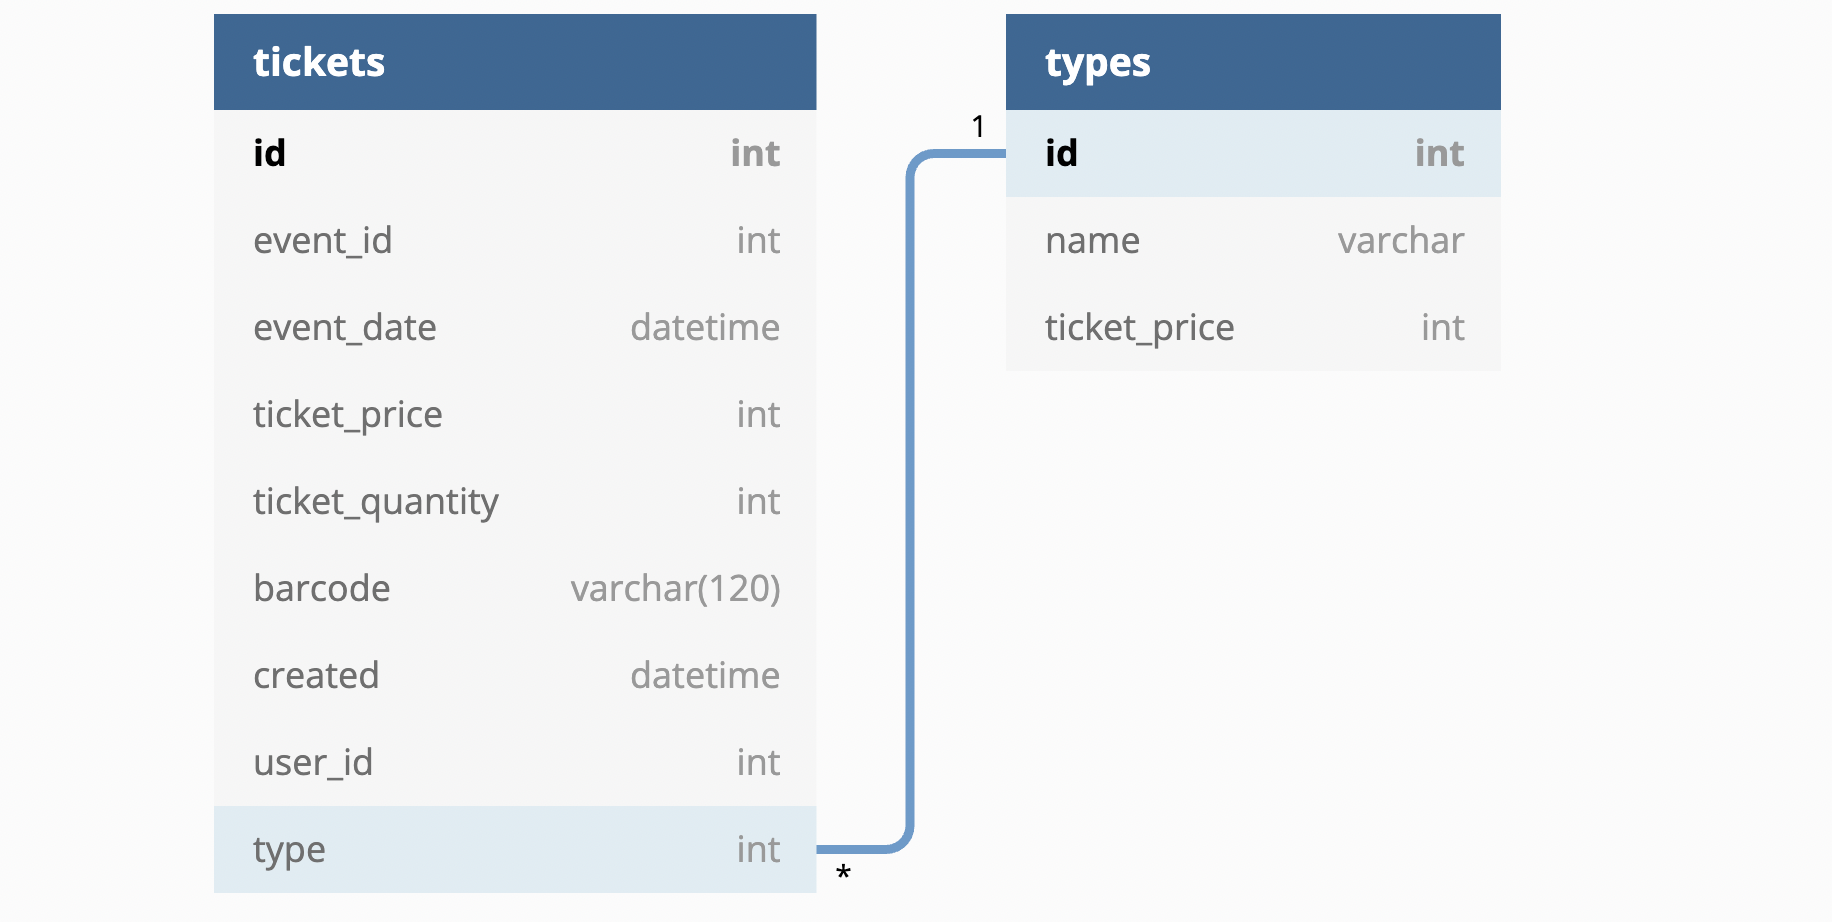 tickets
id int
event_id int
event_date datetime
ticket_price int
ticket_quantity int
barcode varchar(120)
created datetime
user_id int
type int
*
1
types
id int
name varchar
ticket_price int